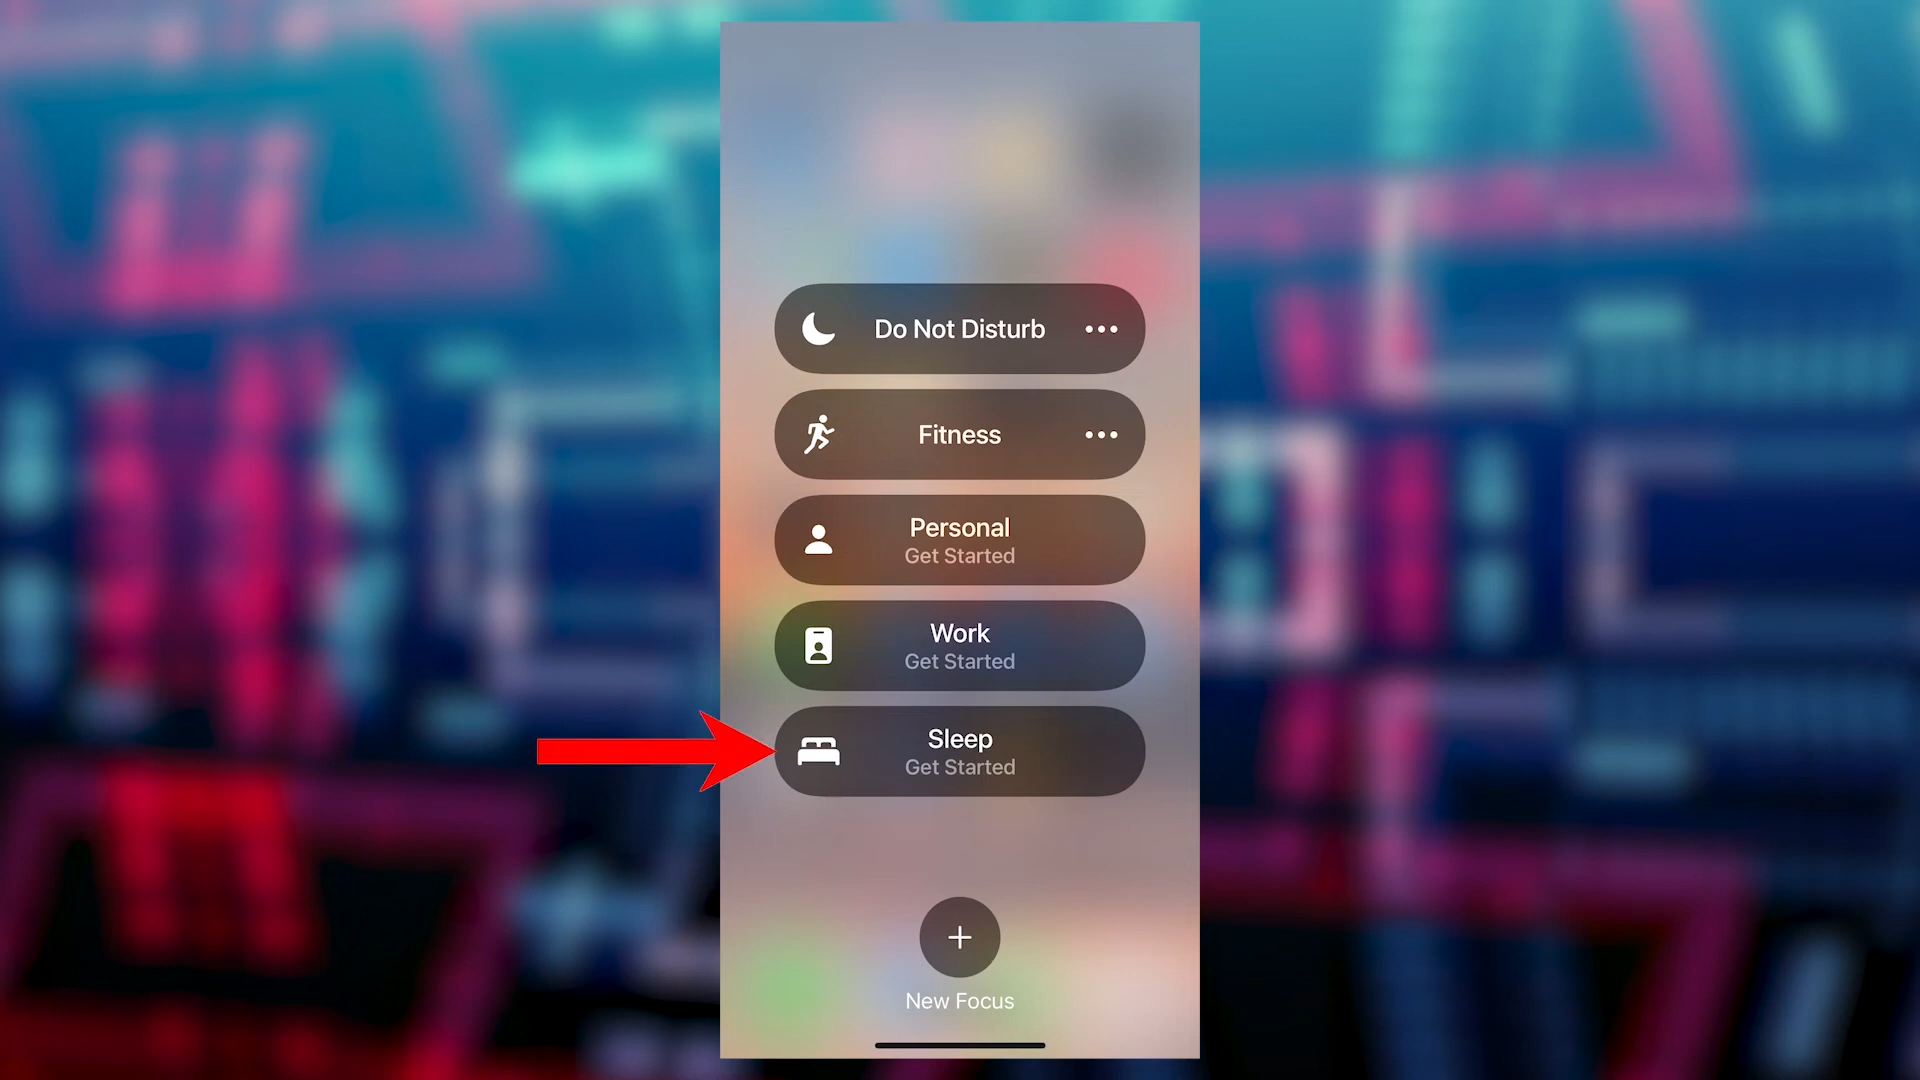 Do Not Disturb
Fitness
Personal
Get Started
Work
Get Started
Sleep
Get Started
New Focus